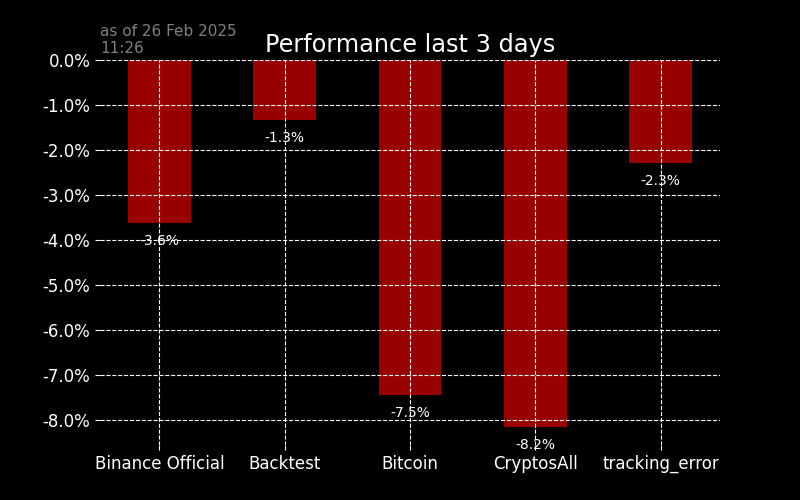 as of 26 Feb 2025
11:26
Performance last 3 days
0.0%
-1.0%
-2.0%
-3.0%
-4.0%
-5.0%
-6.0%
-7.0%
-8.0%
-3.6%
-1.3%
-7.5%
-8.2%
-2.3%
Binance Official
Backtest
Bitcoin
CryptosAll
tracking_error